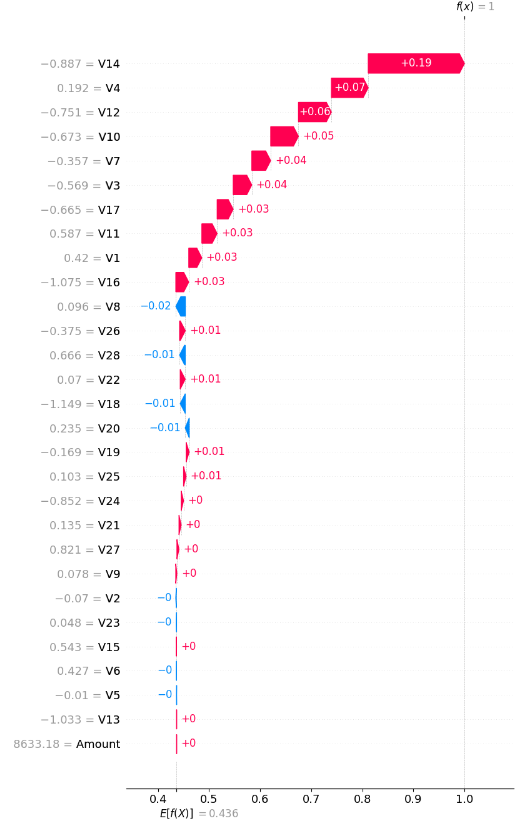 f(x) = 1
−0.887 = V14 +0.19
0.192 = V4 +0.07
−0.751 = V12 +0.06
−0.673 = V10 +0.05
−0.357 = V7 +0.04
−0.569 = V3 +0.04
−0.665 = V17 +0.03
0.587 = V11 +0.03
0.42 = V1 +0.03
−1.075 = V16 +0.03
0.096 = V8 −0.02
−0.375 = V26 +0.01
0.666 = V28 −0.01
0.07 = V22 +0.01
−1.149 = V18 −0.01
0.235 = V20 −0.01
−0.169 = V19 +0.01
0.103 = V25 +0.01
−0.852 = V24 +0
0.135 = V21 +0
0.821 = V27 +0
0.078 = V9 +0
−0.07 = V2 −0
0.048 = V23 −0
0.543 = V15 +0
0.427 = V6 −0
−0.01 = V5 −0
−1.033 = V13 +0
8633.18 = Amount +0
0.4 0.5 0.6 0.7 0.8 0.9 1.0
E[f(X)] = 0.436